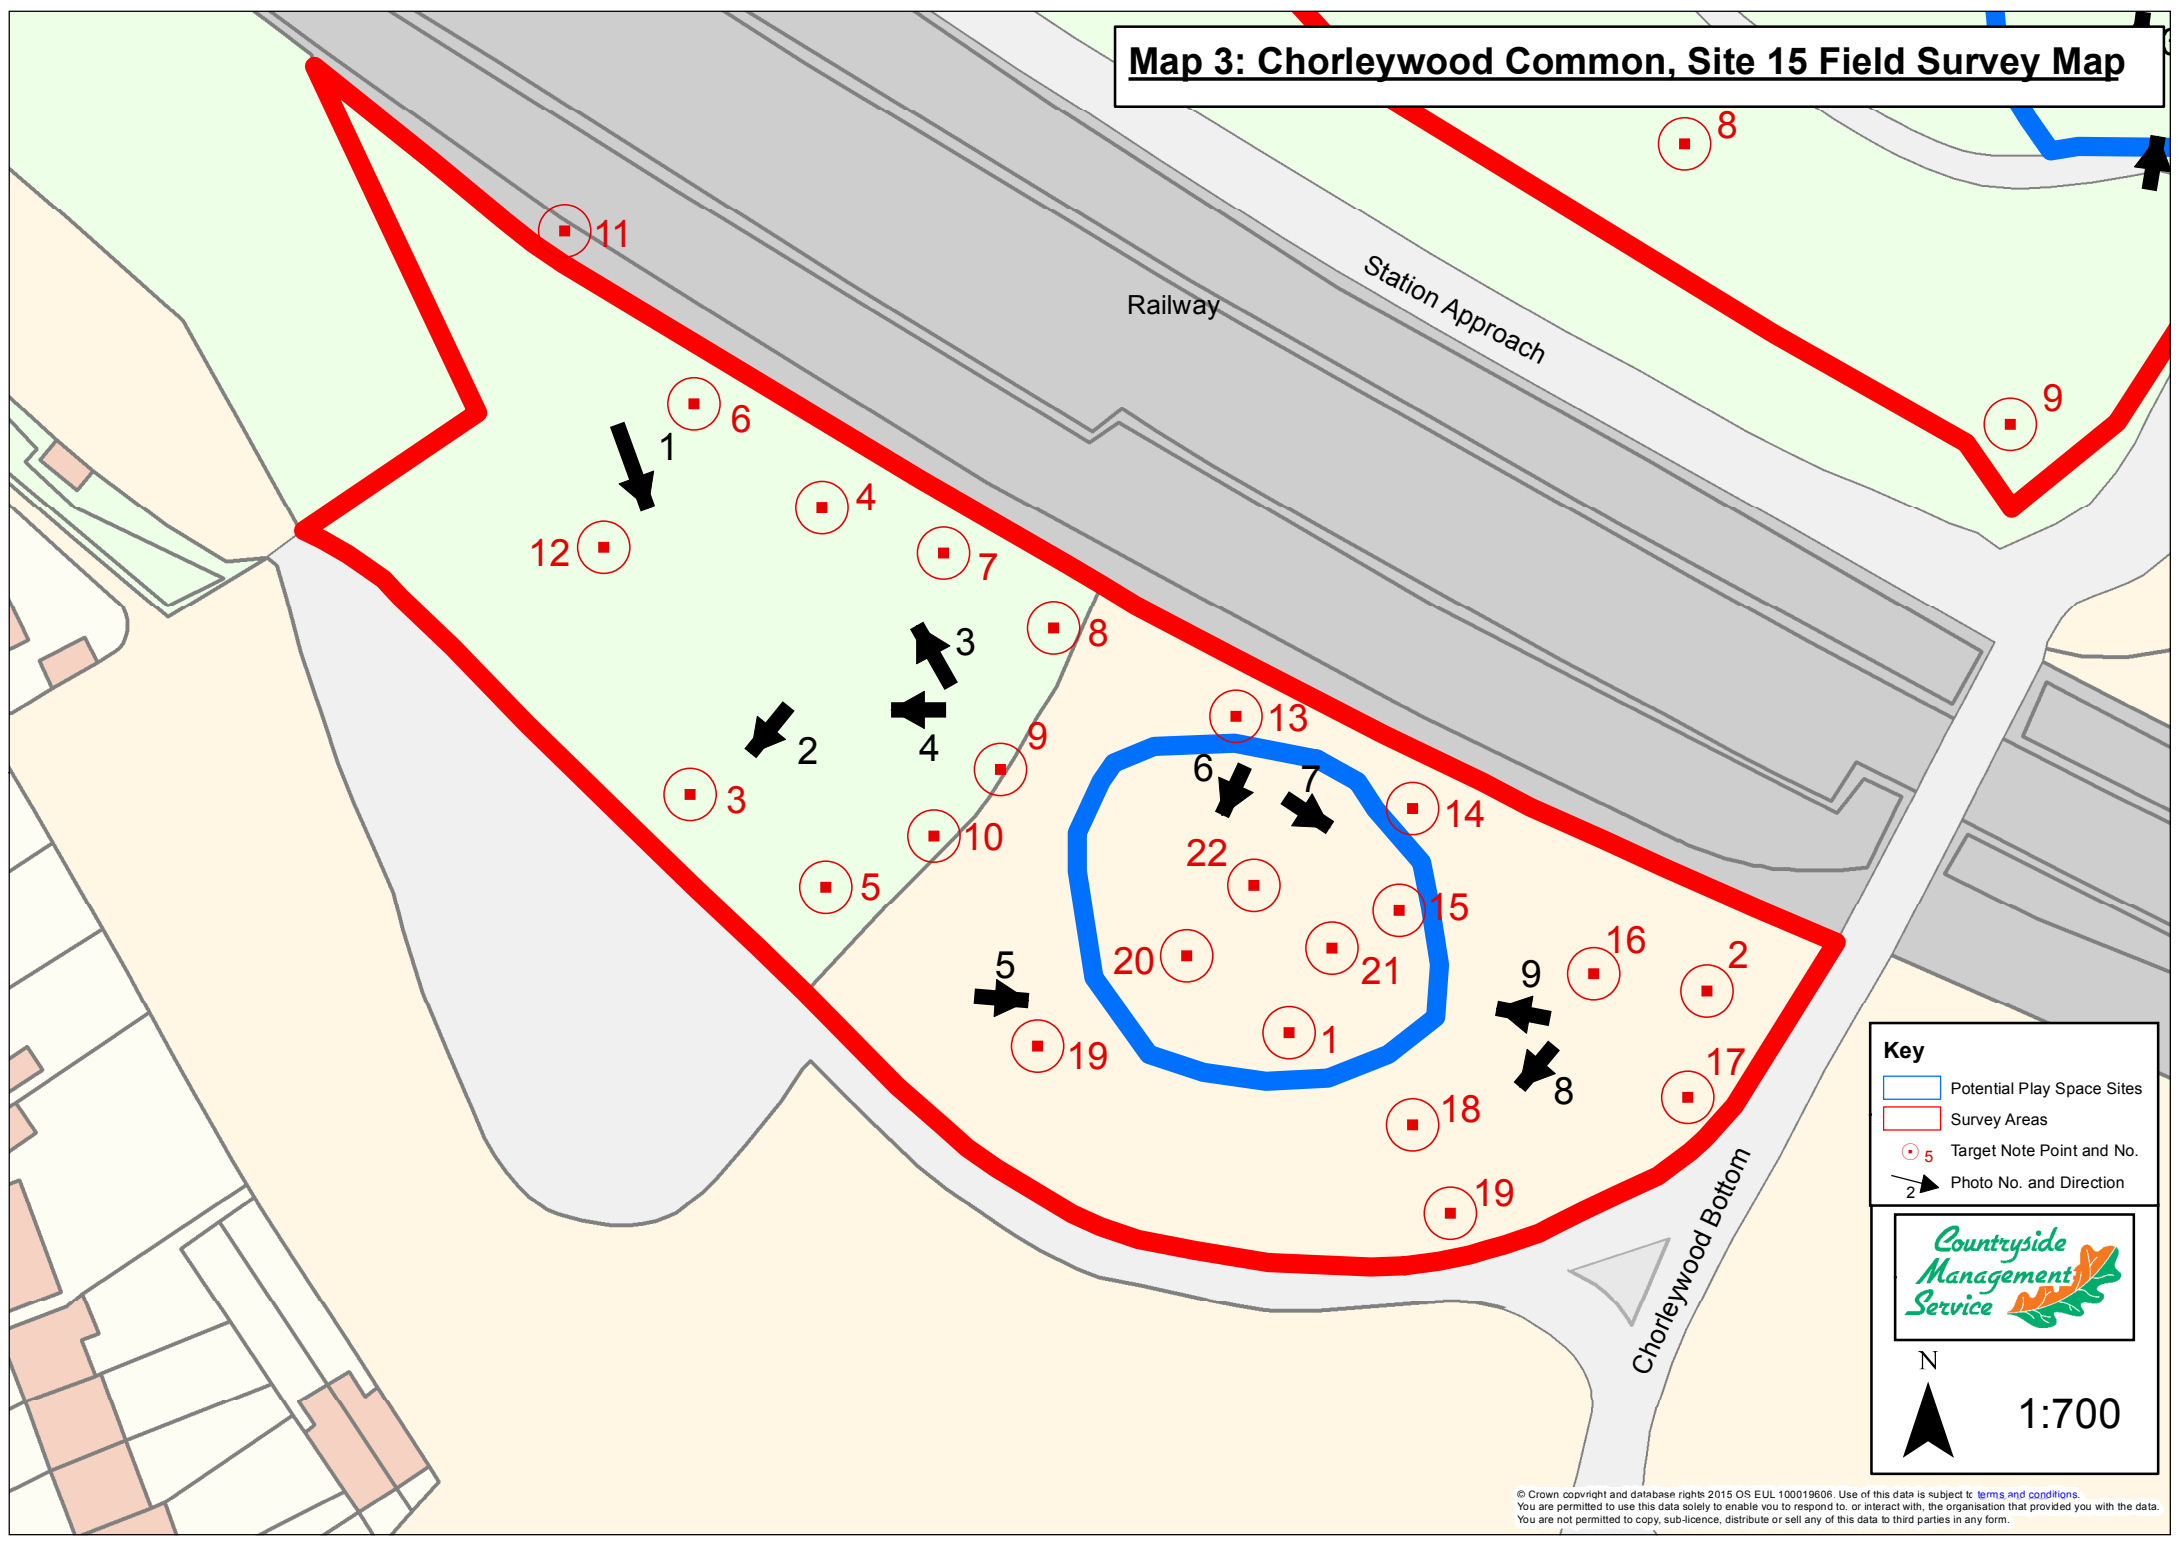 Map 3: Chorleywood Common, Site 15 Field Survey Map
8
11
Station Approach
Railway
9
6
1
4
12
7
3
8
4
2
9
13
3
6
7
14
10
22
5
15
20
21
16
2
5
9
1
19
17
8
18
19
Chorleywood Bottom
Key
Potential Play Space Sites
Survey Areas
5 Target Note Point and No.
2 Photo No. and Direction
Countryside
Management
Service
N
1:700
© Crown copyright and database rights 2015 OS EUL 100019606. Use of this data is subject to terms and conditions.
You are permitted to use this data solely to enable you to respond to, or interact with, the organisation that provided you with the data.
You are not permitted to copy, sub-licence, distribute or sell any of this data to third parties in any form.